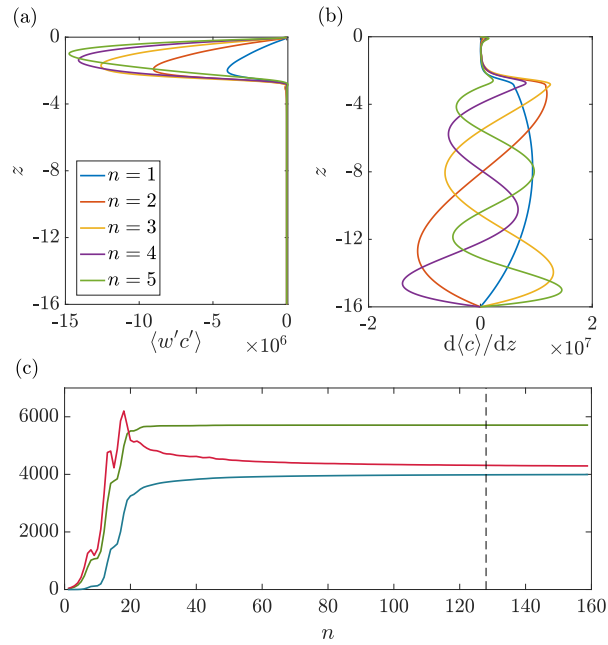 (a)
(b)
0
-4
-8
-12
-16
z
n = 1
n = 2
n = 3
n = 4
n = 5
-15
-10
-5
0
⟨w′c′⟩
×10⁶
0
-4
-8
-12
-16
z
-2
0
2
d⟨c⟩/dz
×10⁷
(c)
6000
4000
2000
0
0
20
40
60
80
100
120
140
160
n